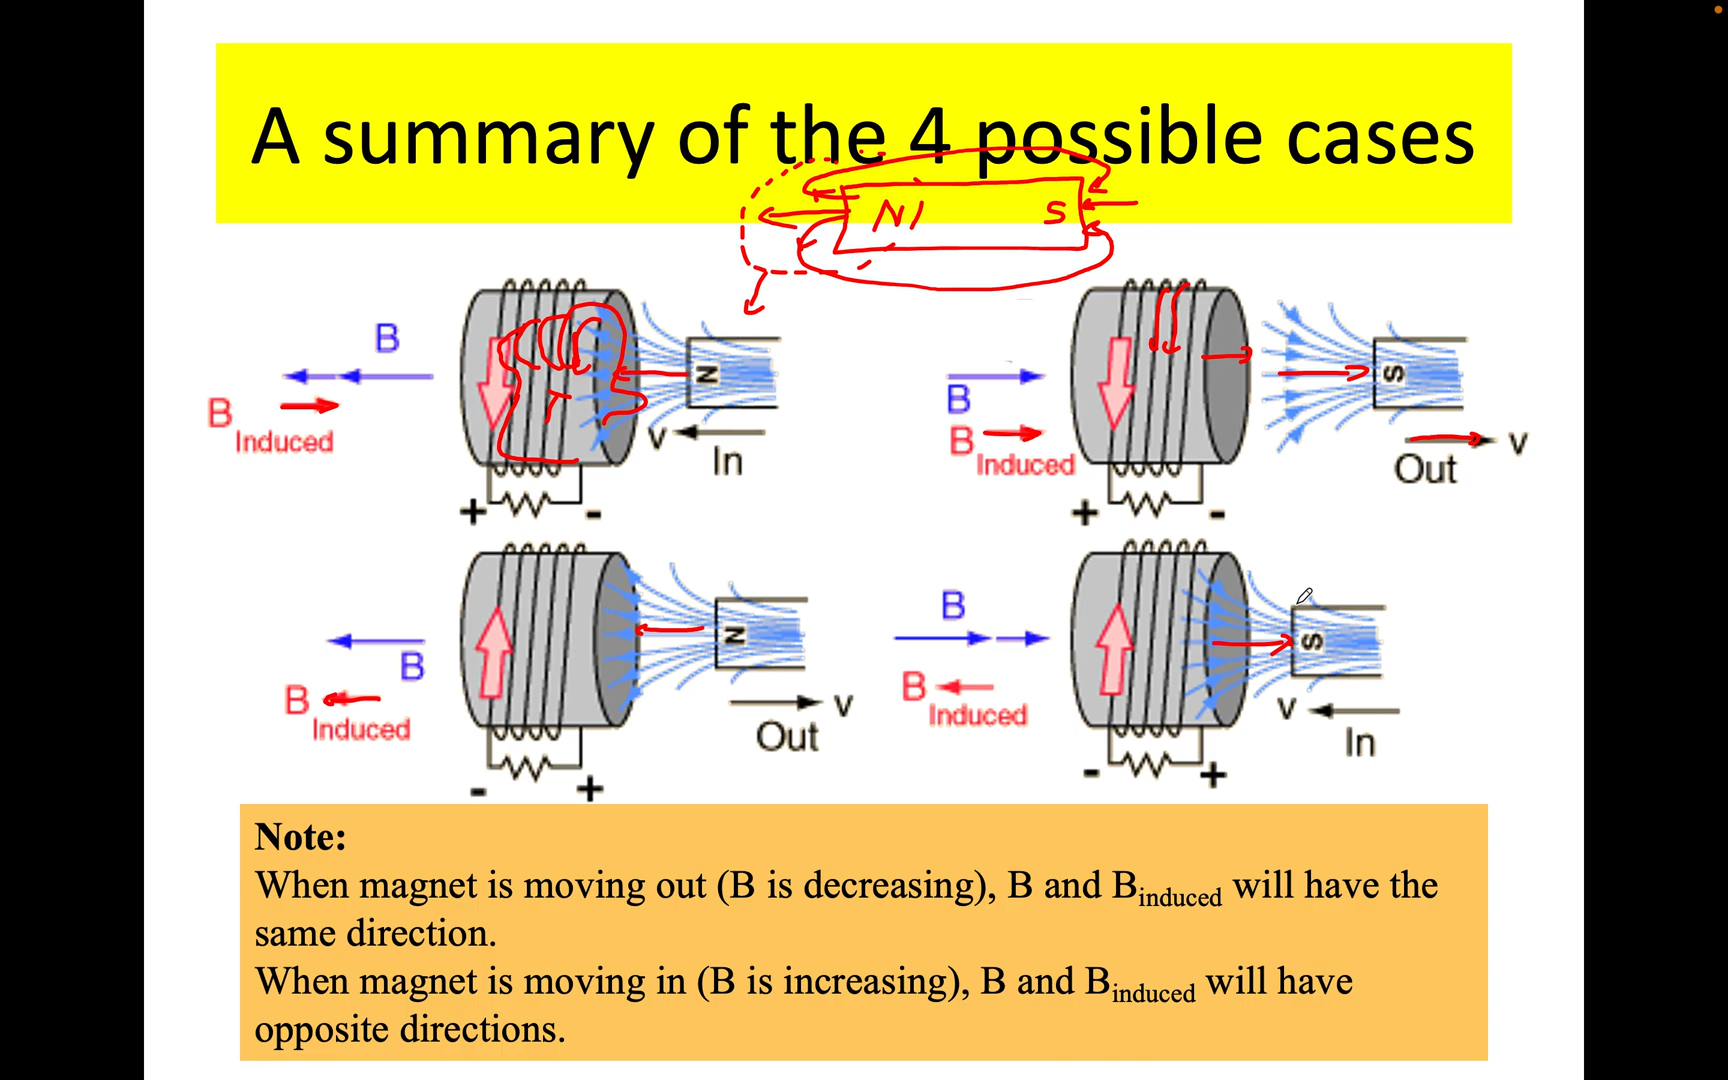 A summary of the 4 possible cases
N S
B
B Induced
N
v
In
+ -
B
B Induced
S
v
Out
+ -
B
B Induced
N
v
Out
- +
B
B Induced
S
v
In
- +
Note:
When magnet is moving out (B is decreasing), B and Binduced will have the
same direction.
When magnet is moving in (B is increasing), B and Binduced will have
opposite directions.